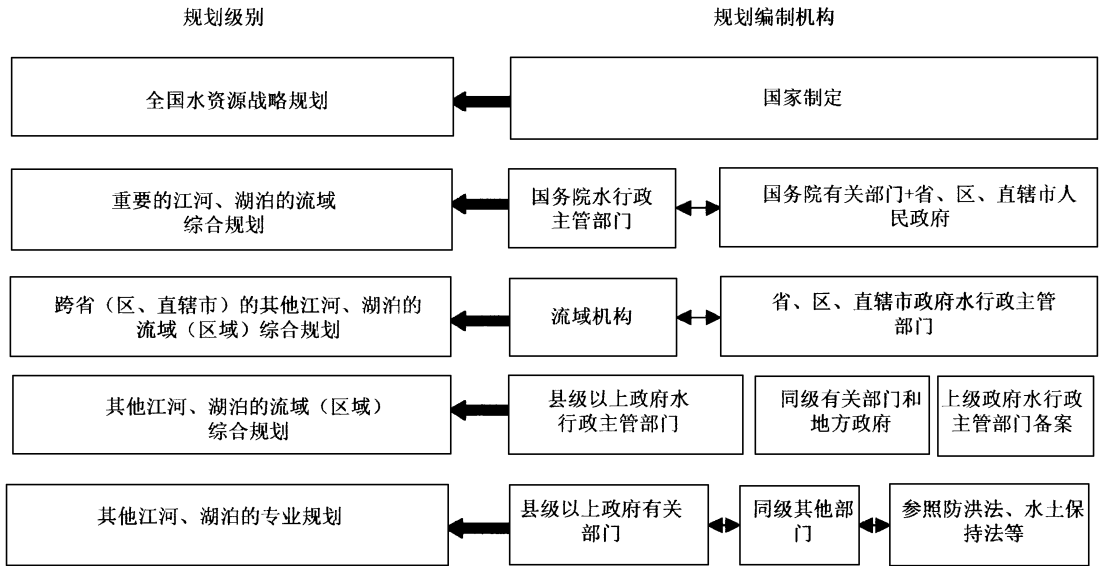 规划级别
规划编制机构
全国水资源战略规划
国家制定
重要的江河、湖泊的流域
综合规划
国务院水行政
主管部门
国务院有关部门+省、区、直辖市人
民政府
跨省（区、直辖市）的其他江河、湖泊的
流域（区域）综合规划
流域机构
省、区、直辖市政府水行政主管
部门
其他江河、湖泊的流域（区域）
综合规划
县级以上政府水
行政主管部门
同级有关部门和
地方政府
上级政府水行政
主管部门备案
其他江河、湖泊的专业规划
县级以上政府有关
部门
同级其他部
门
参照防洪法、水土保
持法等